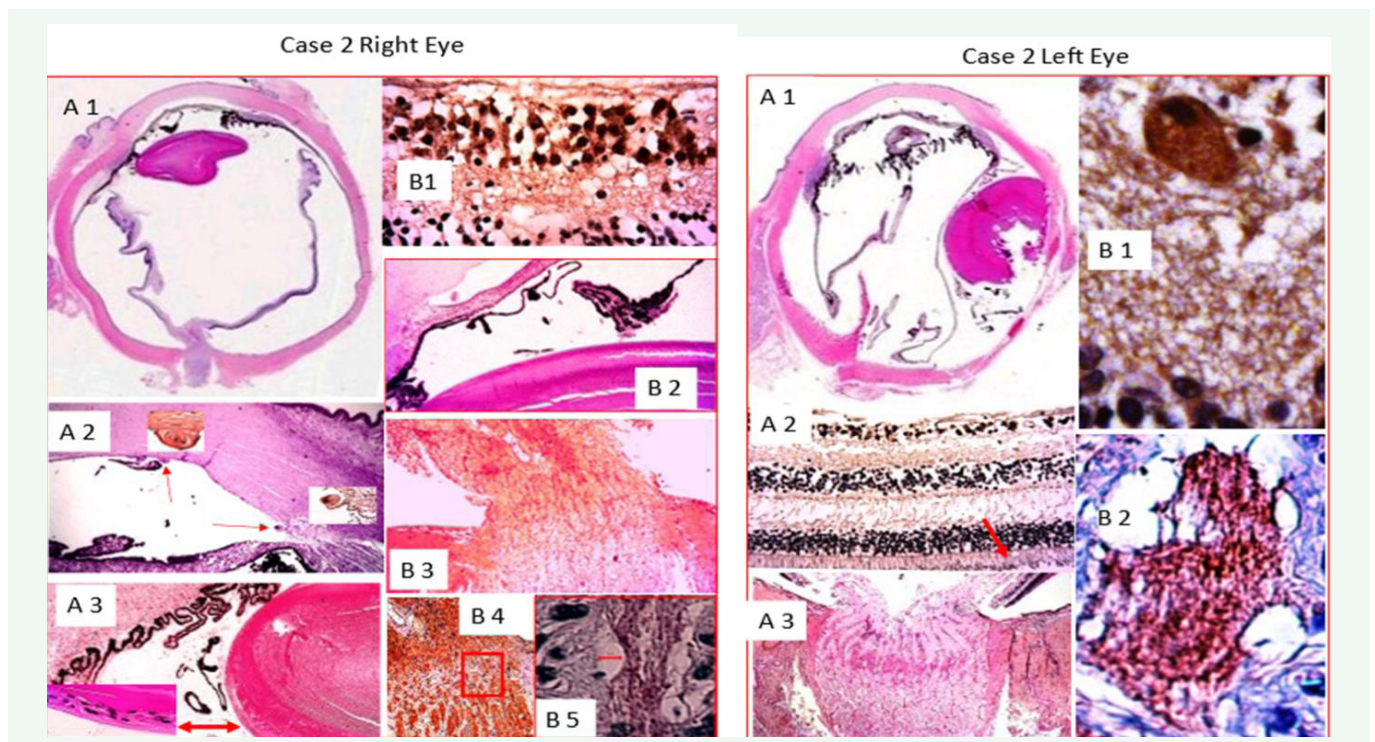 Case 2 Right Eye
A 1
B1
B 2
A 2
B 3
A 3
B 4
B 5
Case 2 Left Eye
A 1
B 1
A 2
B 2
A 3